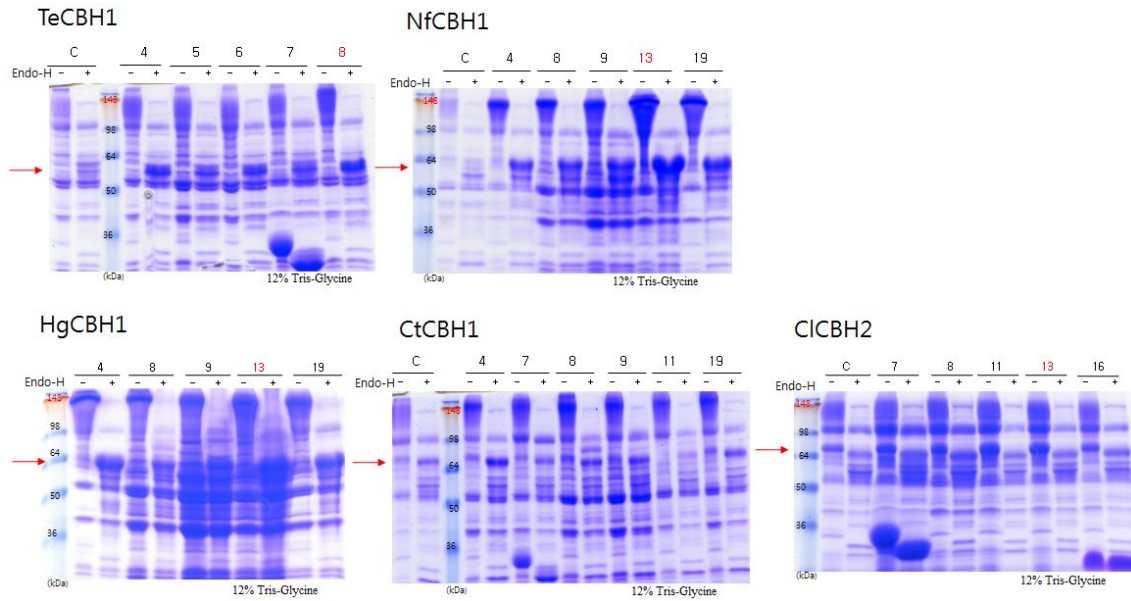 TeCBH1
C 4 5 6 7 8
Endo-H − + − + − + − + − + − +
148
98
64
50
36
(kDa)
12% Tris-Glycine
NfCBH1
C 4 8 9 13 19
Endo-H − + − + − + − + − + − +
148
98
64
50
36
(kDa)
12% Tris-Glycine
HgCBH1
4 8 9 13 19
Endo-H − + − + − + − + − +
148
98
64
50
36
(kDa)
12% Tris-Glycine
CtCBH1
C 4 7 8 9 11 19
Endo-H − + − + − + − + − + − + − +
148
98
64
50
36
(kDa)
12% Tris-Glycine
ClCBH2
C 7 8 11 13 16
Endo-H − + − + − + − + − + − +
148
98
64
50
36
(kDa)
12% Tris-Glycine